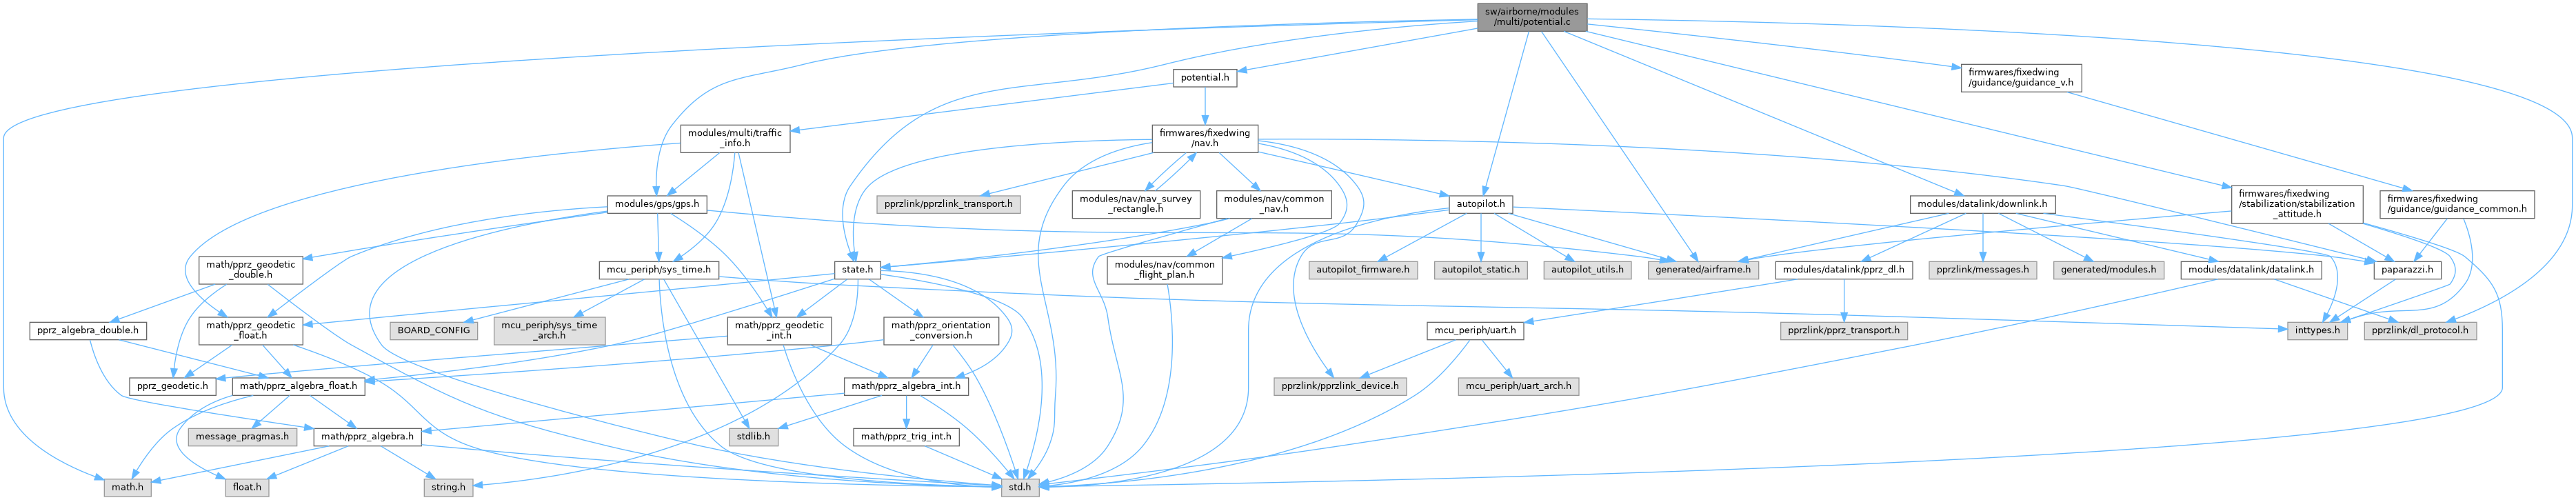 sw/airborne/modules
/multi/potential.c
potential.h
firmwares/fixedwing
/guidance/guidance_v.h
modules/multi/traffic
_info.h
firmwares/fixedwing
/nav.h
modules/gps/gps.h
pprzlink/pprzlink_transport.h
modules/nav/nav_survey
_rectangle.h
modules/nav/common
_nav.h
autopilot.h
modules/datalink/downlink.h
firmwares/fixedwing
/stabilization/stabilization
_attitude.h
firmwares/fixedwing
/guidance/guidance_common.h
math/pprz_geodetic
_double.h
mcu_periph/sys_time.h
state.h
modules/nav/common
_flight_plan.h
autopilot_firmware.h
autopilot_static.h
autopilot_utils.h
generated/airframe.h
modules/datalink/pprz_dl.h
pprzlink/messages.h
generated/modules.h
modules/datalink/datalink.h
paparazzi.h
pprz_algebra_double.h
math/pprz_geodetic
_float.h
BOARD_CONFIG
mcu_periph/sys_time
_arch.h
math/pprz_geodetic
_int.h
math/pprz_orientation
_conversion.h
mcu_periph/uart.h
pprzlink/pprz_transport.h
inttypes.h
pprzlink/dl_protocol.h
pprz_geodetic.h
math/pprz_algebra_float.h
math/pprz_algebra_int.h
pprzlink/pprzlink_device.h
mcu_periph/uart_arch.h
message_pragmas.h
math/pprz_algebra.h
stdlib.h
math/pprz_trig_int.h
math.h
float.h
string.h
std.h